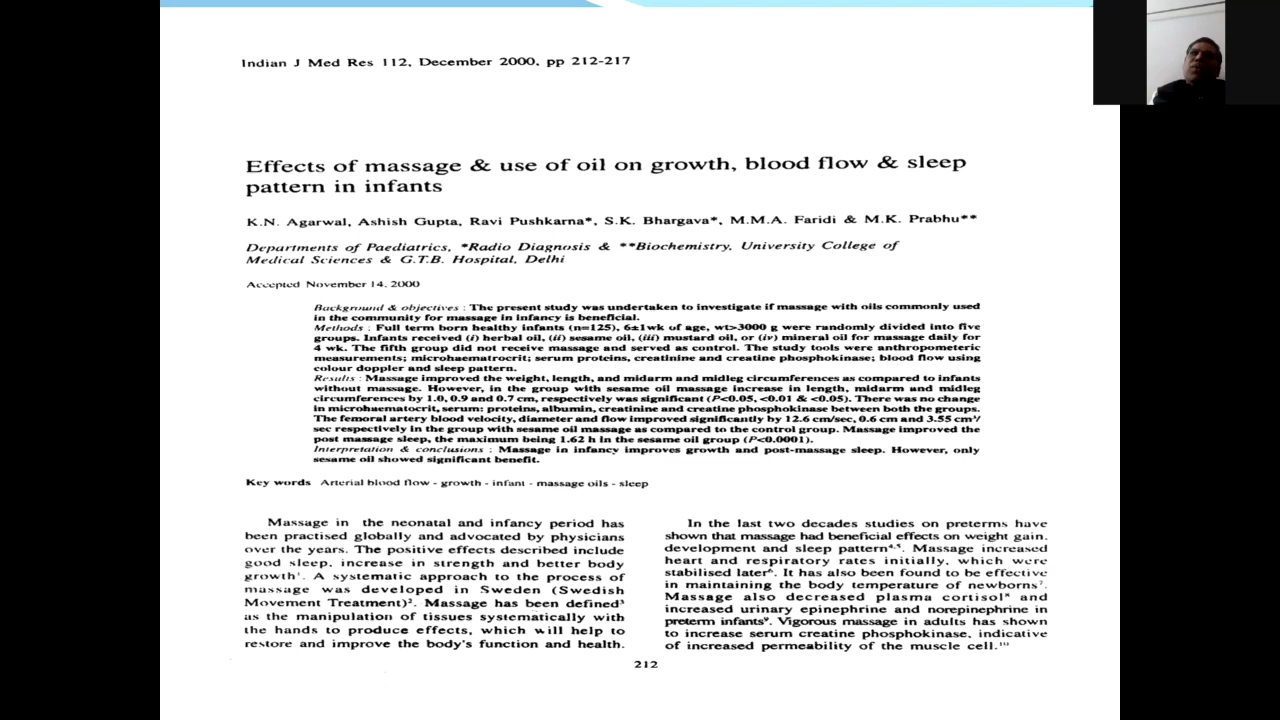 Indian J Med Res 112, December 2000, pp 212-217
Effects of massage & use of oil on growth, blood flow & sleep
pattern in infants
K.N. Agarwal, Ashish Gupta, Ravi Pushkarna*, S.K. Bhargava*, M.M.A. Faridi & M.K. Prabhu**
Departments of Paediatrics, *Radio Diagnosis & **Biochemistry, University College of
Medical Sciences & G.T.B. Hospital, Delhi
Accepted November 14, 2000
Background & objectives : The present study was undertaken to investigate if massage with oils commonly used
in the community for massage in infancy is beneficial.
Methods : Full term born healthy infants (n=125), 6±1wk of age, wt>3000 g were randomly divided into five
groups. Infants received (i) herbal oil, (ii) sesame oil, (iii) mustard oil, or (iv) mineral oil for massage daily for
4 wk. The fifth group did not receive massage and served as control. The study tools were anthropometeric
measurements; microhaematrocrit; serum proteins, creatinine and creatine phosphokinase; blood flow using
colour doppler and sleep pattern.
Results : Massage improved the weight, length, and midarm and midleg circumferences as compared to infants
without massage. However, in the group with sesame oil massage increase in length, midarm and midleg
circumferences by 1.0, 0.9 and 0.7 cm, respectively was significant (P<0.05, <0.01 & <0.05). There was no change
in microhaematocrit, serum: proteins, albumin, creatinine and creatine phosphokinase between both the groups.
The femoral artery blood velocity, diameter and flow improved significantly by 12.6 cm/sec, 0.6 cm and 3.55 cm³/
sec respectively in the group with sesame oil massage as compared to the control group. Massage improved the
post massage sleep, the maximum being 1.62 h in the sesame oil group (P<0.0001).
Interpretation & conclusions : Massage in infancy improves growth and post-massage sleep. However, only
sesame oil showed significant benefit.
Key words Arterial blood flow - growth - infant - massage oils - sleep
Massage in the neonatal and infancy period has
been practised globally and advocated by physicians
over the years. The positive effects described include
good sleep, increase in strength and better body
growth¹. A systematic approach to the process of
massage was developed in Sweden (Swedish
Movement Treatment)². Massage has been defined³
as the manipulation of tissues systematically with
the hands to produce effects, which will help to
restore and improve the body's function and health.
In the last two decades studies on preterms have
shown that massage had beneficial effects on weight gain,
development and sleep pattern⁴,⁵. Massage increased
heart and respiratory rates initially, which were
stabilised later⁶. It has also been found to be effective
in maintaining the body temperature of newborns⁷.
Massage also decreased plasma cortisol⁸ and
increased urinary epinephrine and norepinephrine in
preterm infants⁹. Vigorous massage in adults has shown
to increase serum creatine phosphokinase, indicative
of increased permeability of the muscle cell.¹⁰
212